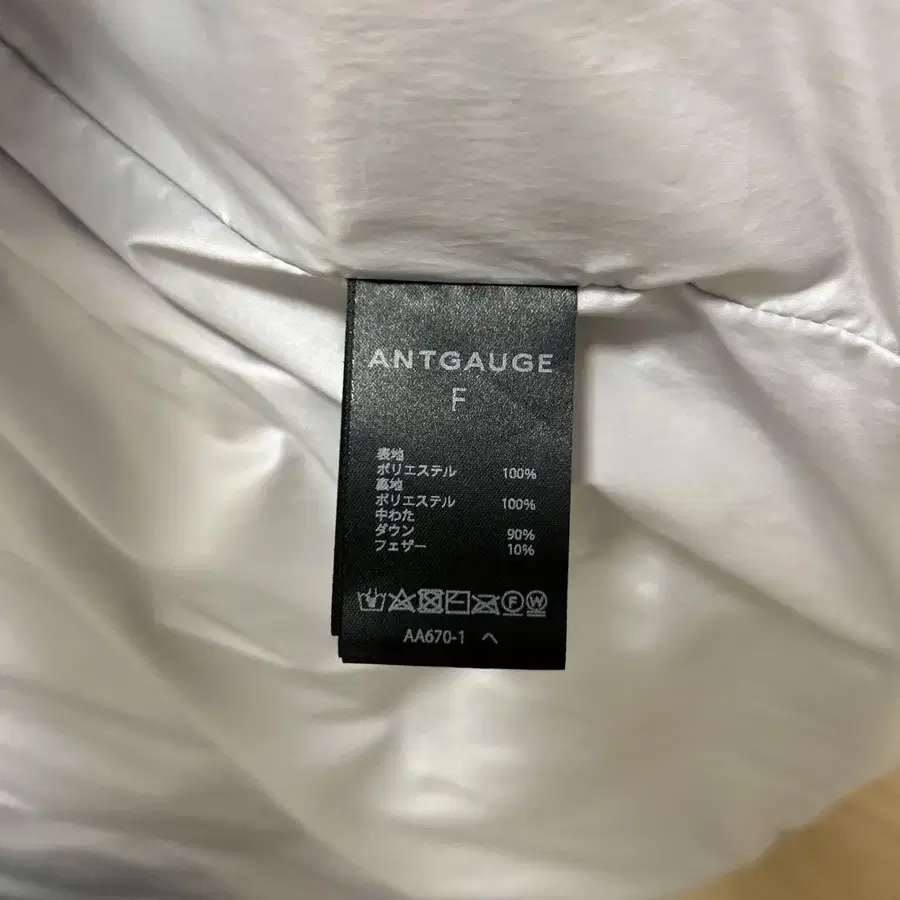 ANTGAUGE
F
表地
ポリエステル 100%
裏地
ポリエステル 100%
中わた
ダウン 90%
フェザー 10%
F W
AA670-1 へ